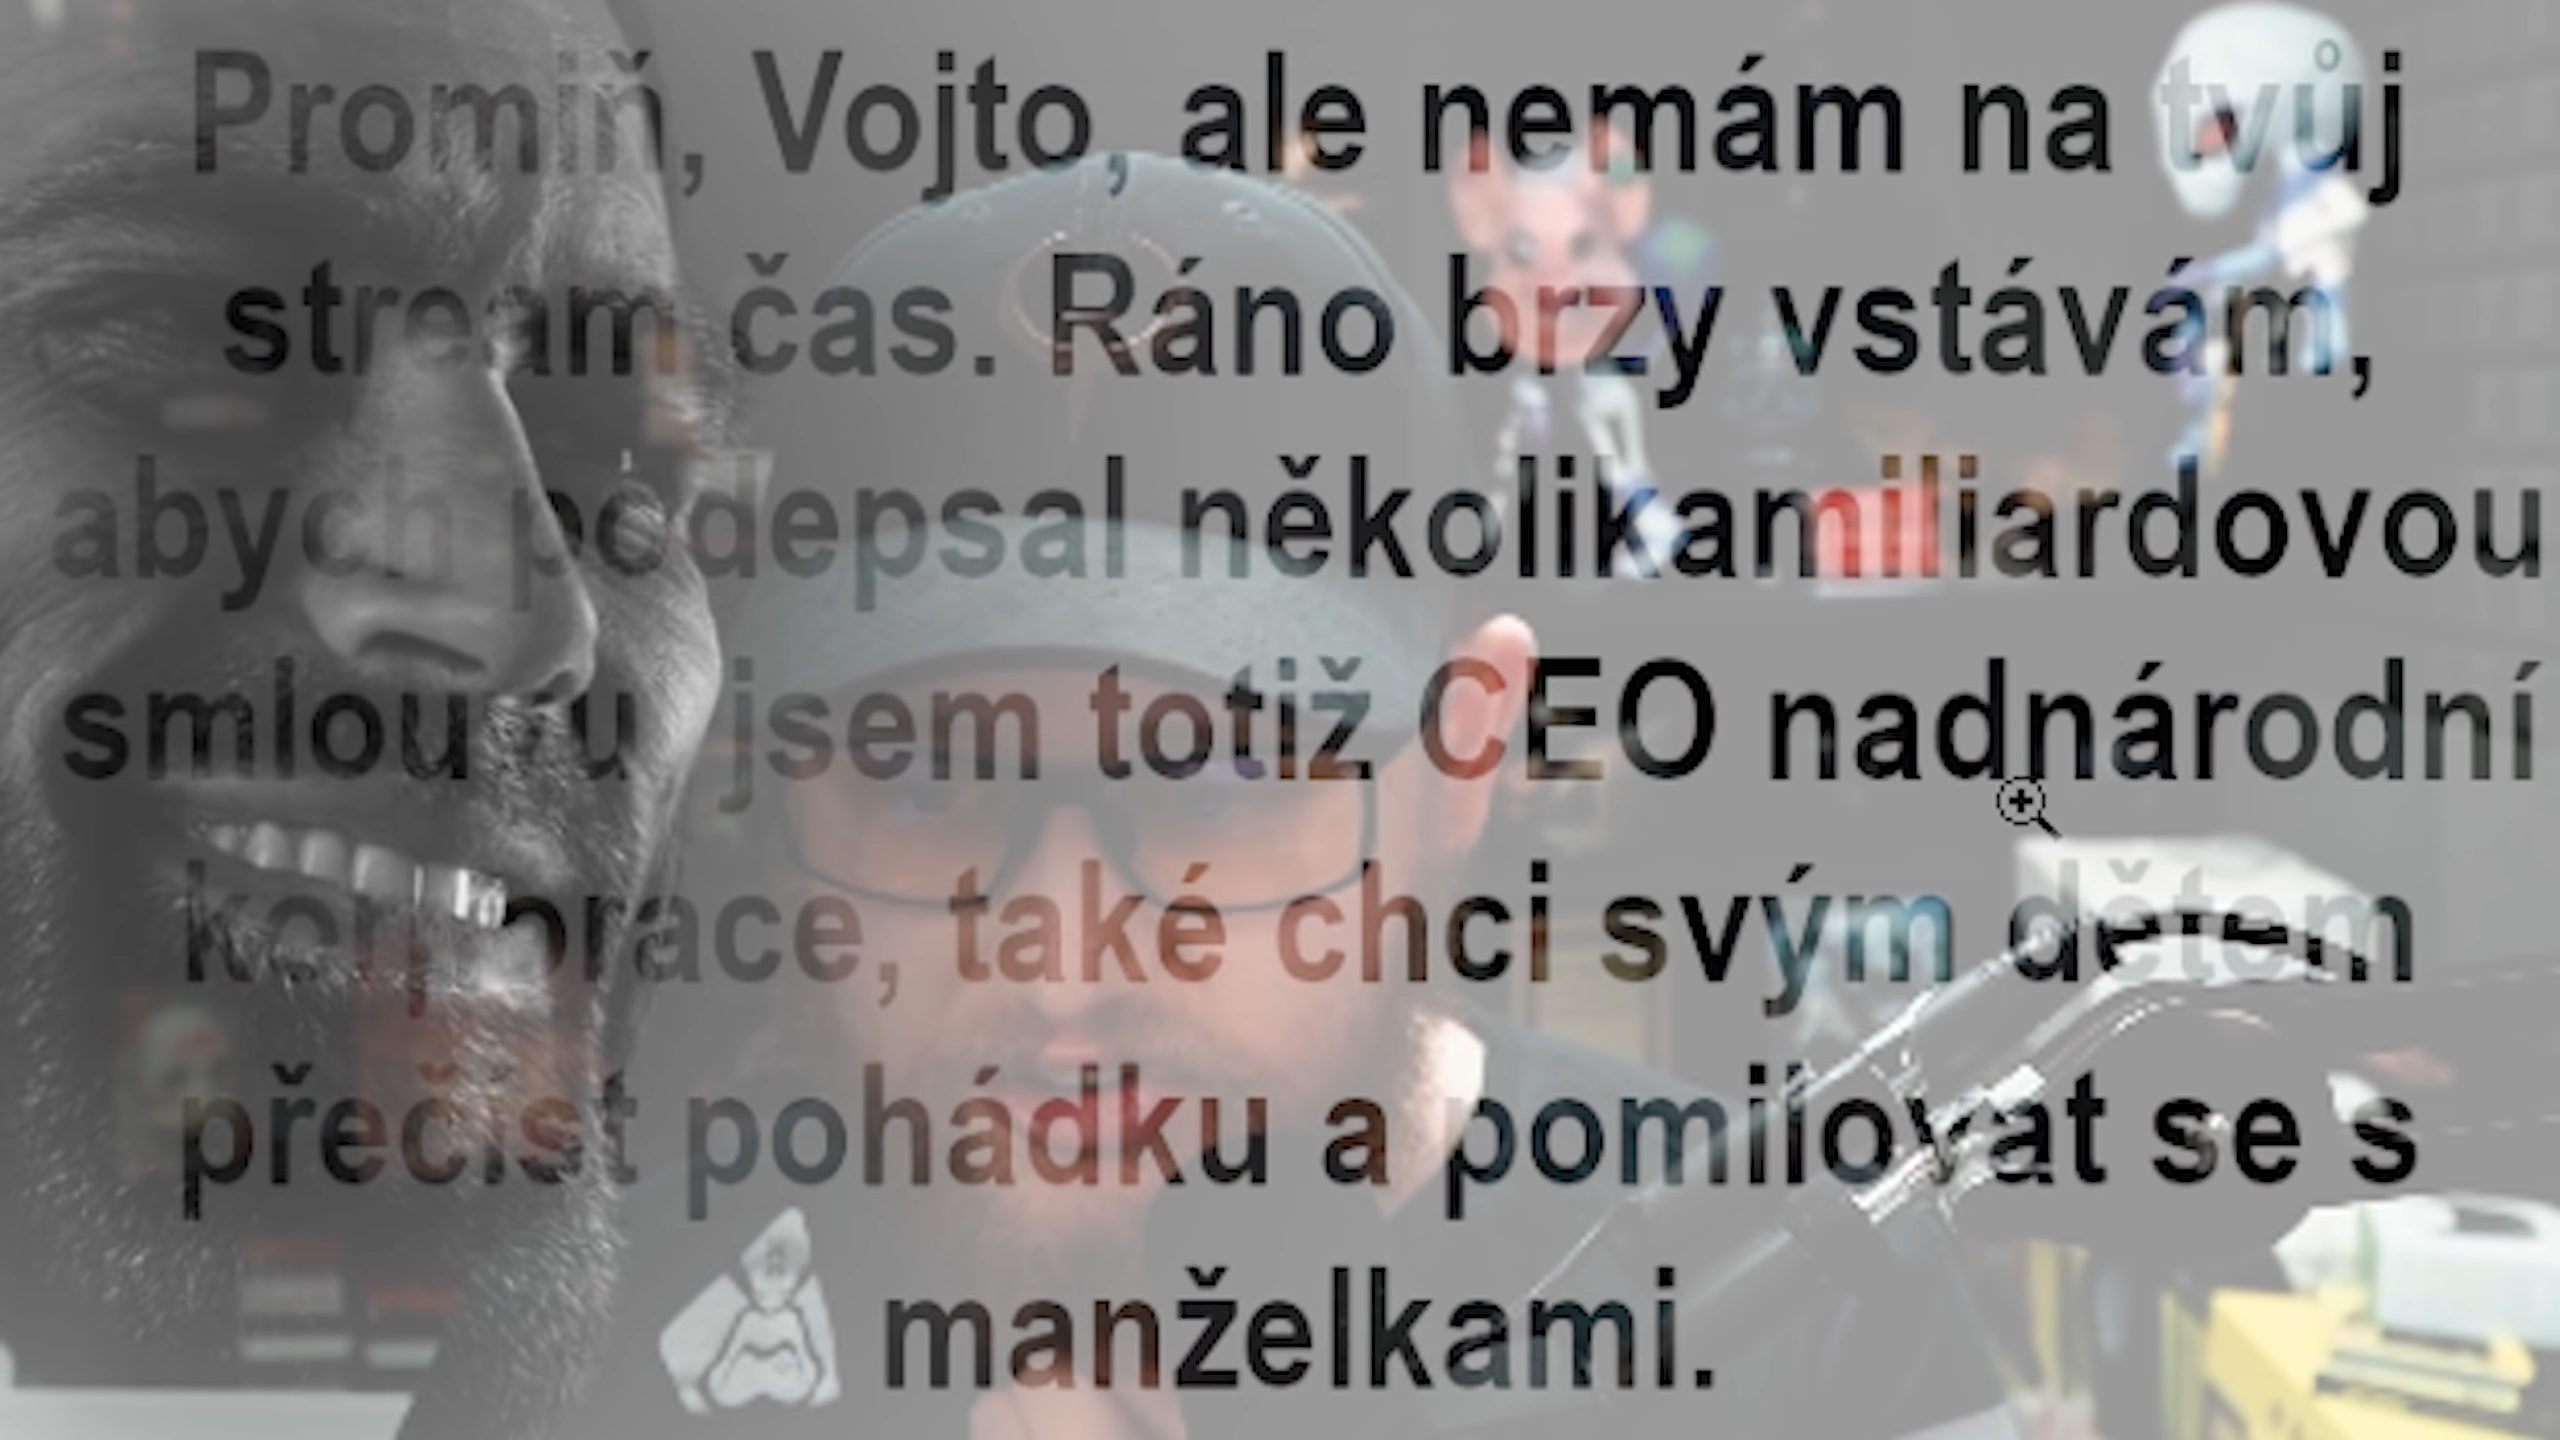 Promiň, Vojto, ale nemám na tvůj
stream čas. Ráno brzy vstávám,
abych podepsal několikamiliardovou
smlouvu jsem totiž CEO nadnárodní
korporace, také chci svým dětem
přečíst pohádku a pomilovat se s
manželkami.